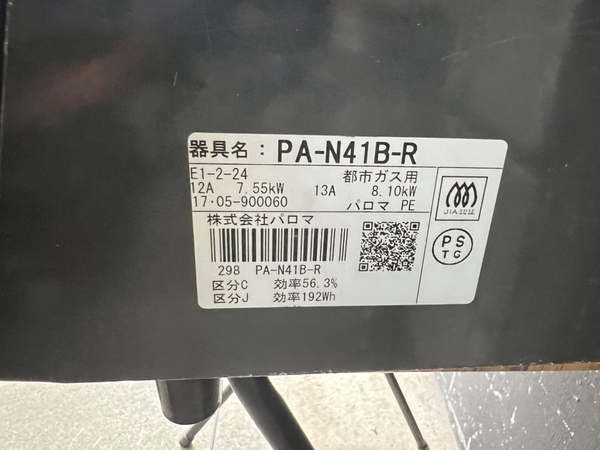 器具名：PA-N41B-R
E1-2-24 都市ガス用
12A 7.55kW 13A 8.10kW
17・05-900060 パロマ PE
株式会社パロマ
298 PA-N41B-R
区分C 効率56.3%
区分J 効率192Wh
JIA
PS
TG